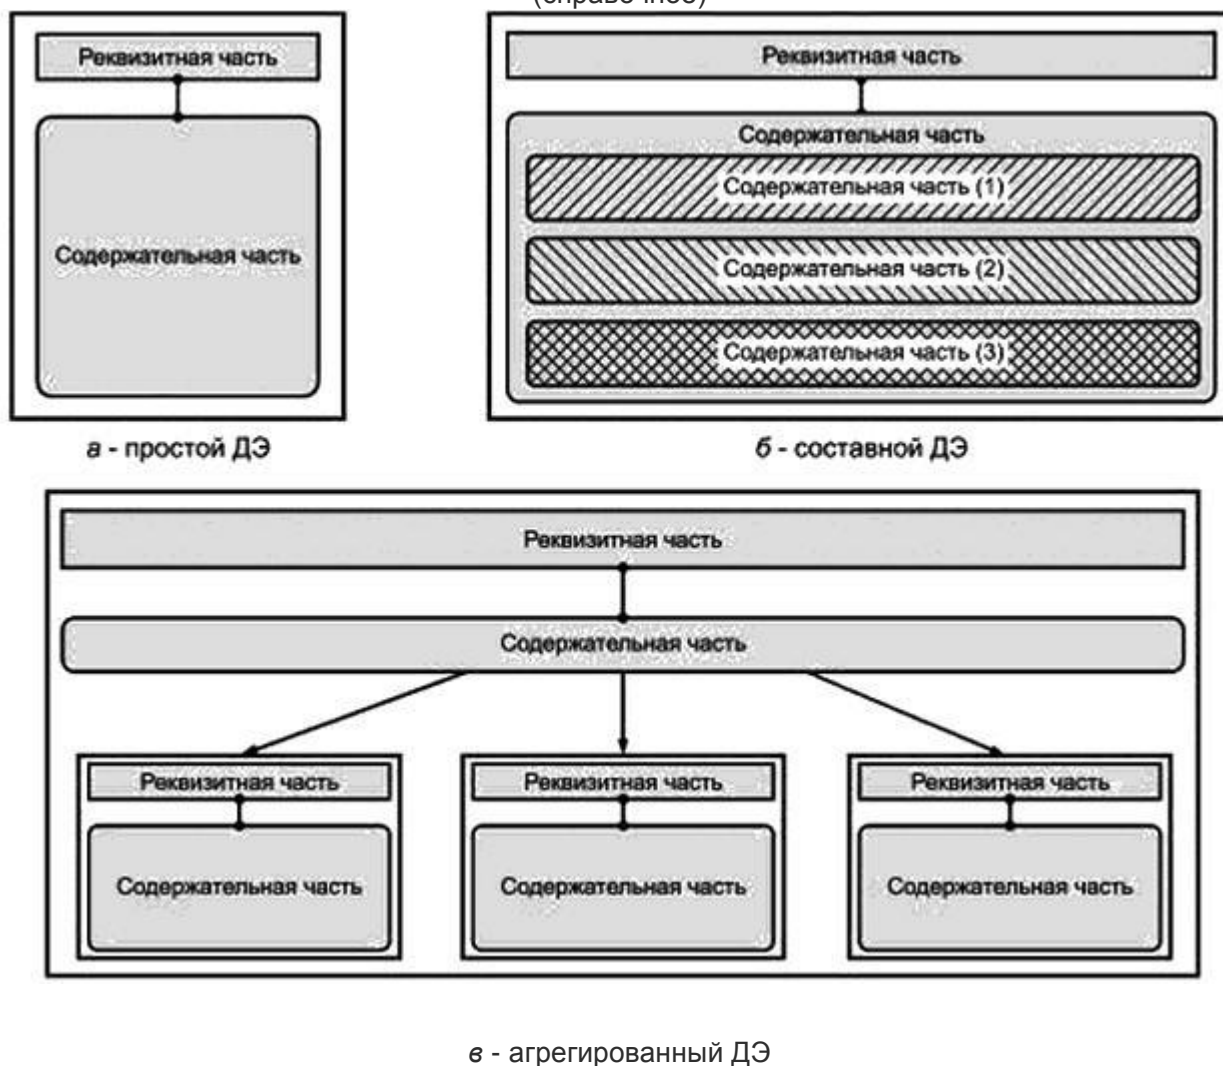 (справочное)
Реквизитная часть
Содержательная часть
а - простой ДЭ
Реквизитная часть
Содержательная часть
Содержательная часть (1)
Содержательная часть (2)
Содержательная часть (3)
б - составной ДЭ
Реквизитная часть
Содержательная часть
Реквизитная часть
Содержательная часть
Реквизитная часть
Содержательная часть
Реквизитная часть
Содержательная часть
в - агрегированный ДЭ